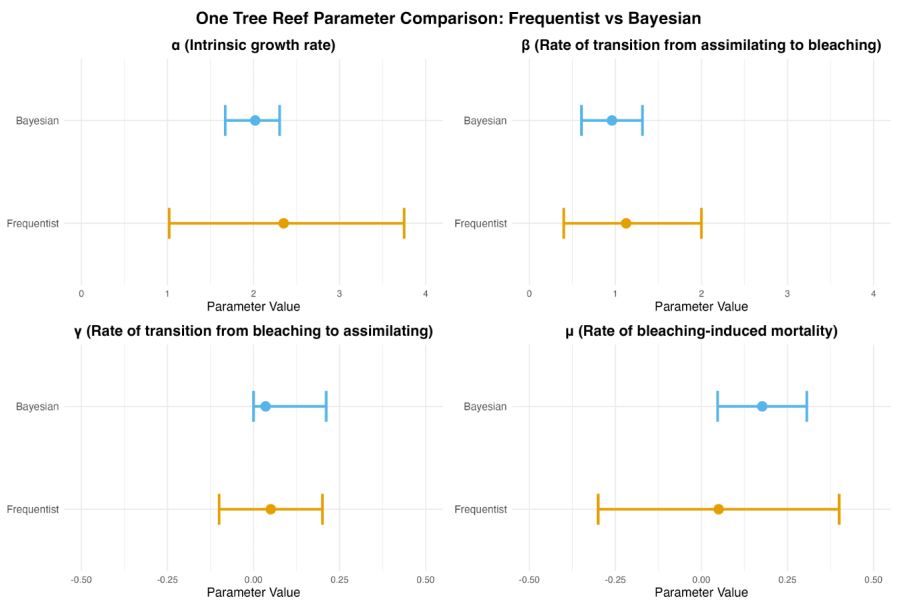 One Tree Reef Parameter Comparison: Frequentist vs Bayesian
α (Intrinsic growth rate)
Bayesian
Frequentist
0 1 2 3 4
Parameter Value
β (Rate of transition from assimilating to bleaching)
Bayesian
Frequentist
0 1 2 3 4
Parameter Value
γ (Rate of transition from bleaching to assimilating)
Bayesian
Frequentist
-0.50 -0.25 0.00 0.25 0.50
Parameter Value
μ (Rate of bleaching-induced mortality)
Bayesian
Frequentist
-0.50 -0.25 0.00 0.25 0.50
Parameter Value